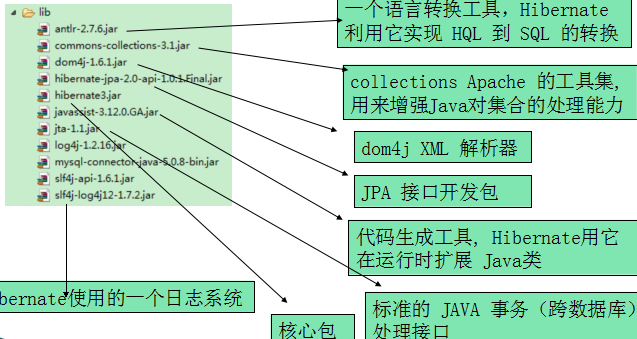 lib
antlr-2.7.6.jar
commons-collections-3.1.jar
dom4j-1.6.1.jar
hibernate-jpa-2.0-api-1.0.1.Final.jar
hibernate3.jar
javassist-3.12.0.GA.jar
jta-1.1.jar
log4j-1.2.16.jar
mysql-connector-java-5.0.8-bin.jar
slf4j-api-1.6.1.jar
slf4j-log4j12-1.7.2.jar
一个语言转换工具，Hibernate
利用它实现 HQL 到 SQL 的转换
collections Apache 的工具集,
用来增强Java对集合的处理能力
dom4j XML 解析器
JPA 接口开发包
代码生成工具, Hibernate用它
在运行时扩展 Java类
bernate使用的一个日志系统
核心包
标准的 JAVA 事务（跨数据库）
处理接口